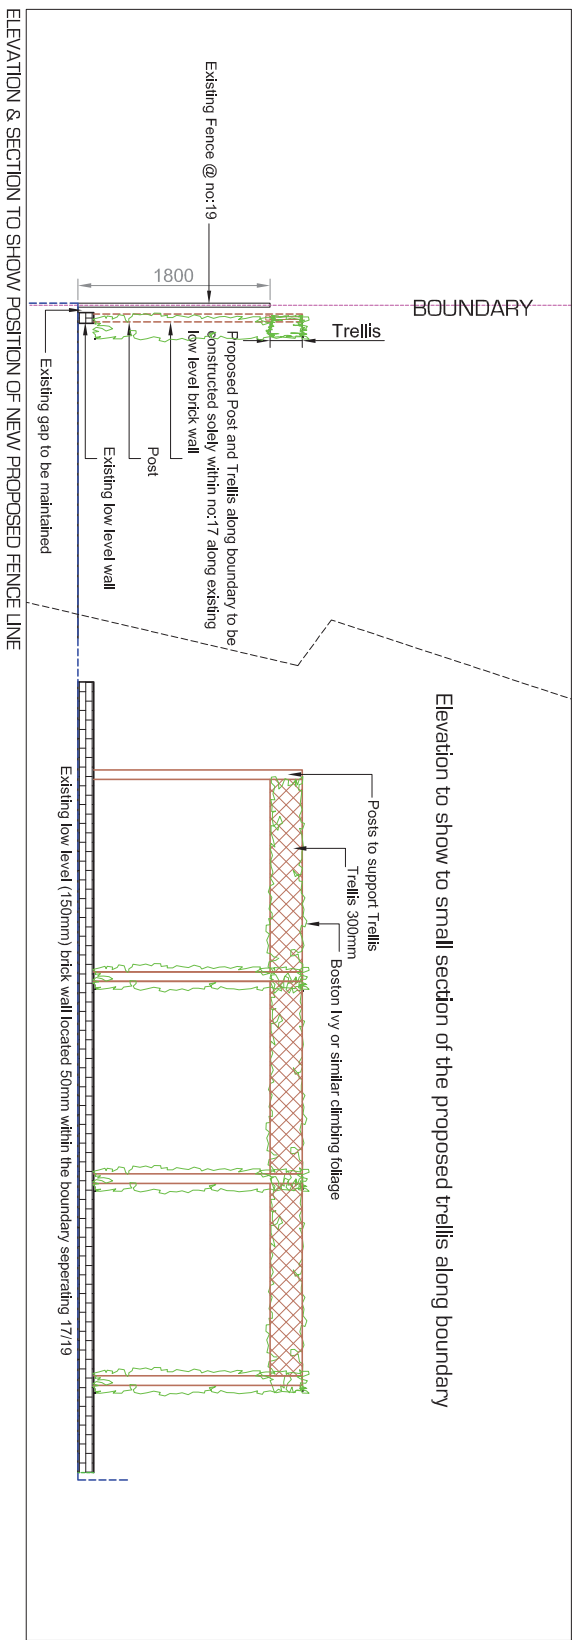 Elevation to show to small section of the proposed trellis along boundary
BOUNDARY
Trellis
1800
Existing Fence @ no:19
Proposed Post and Trellis along boundary to be
constructed solely within no:17 along existing
low level brick wall
Post
Existing low level wall
Existing gap to be maintained
Posts to support Trellis
Trellis 300mm
Boston Ivy or similar climbing foliage
Existing low level (150mm) brick wall located 50mm within the boundary seperating 17/19
ELEVATION & SECTION TO SHOW POSITION OF NEW PROPOSED FENCE LINE